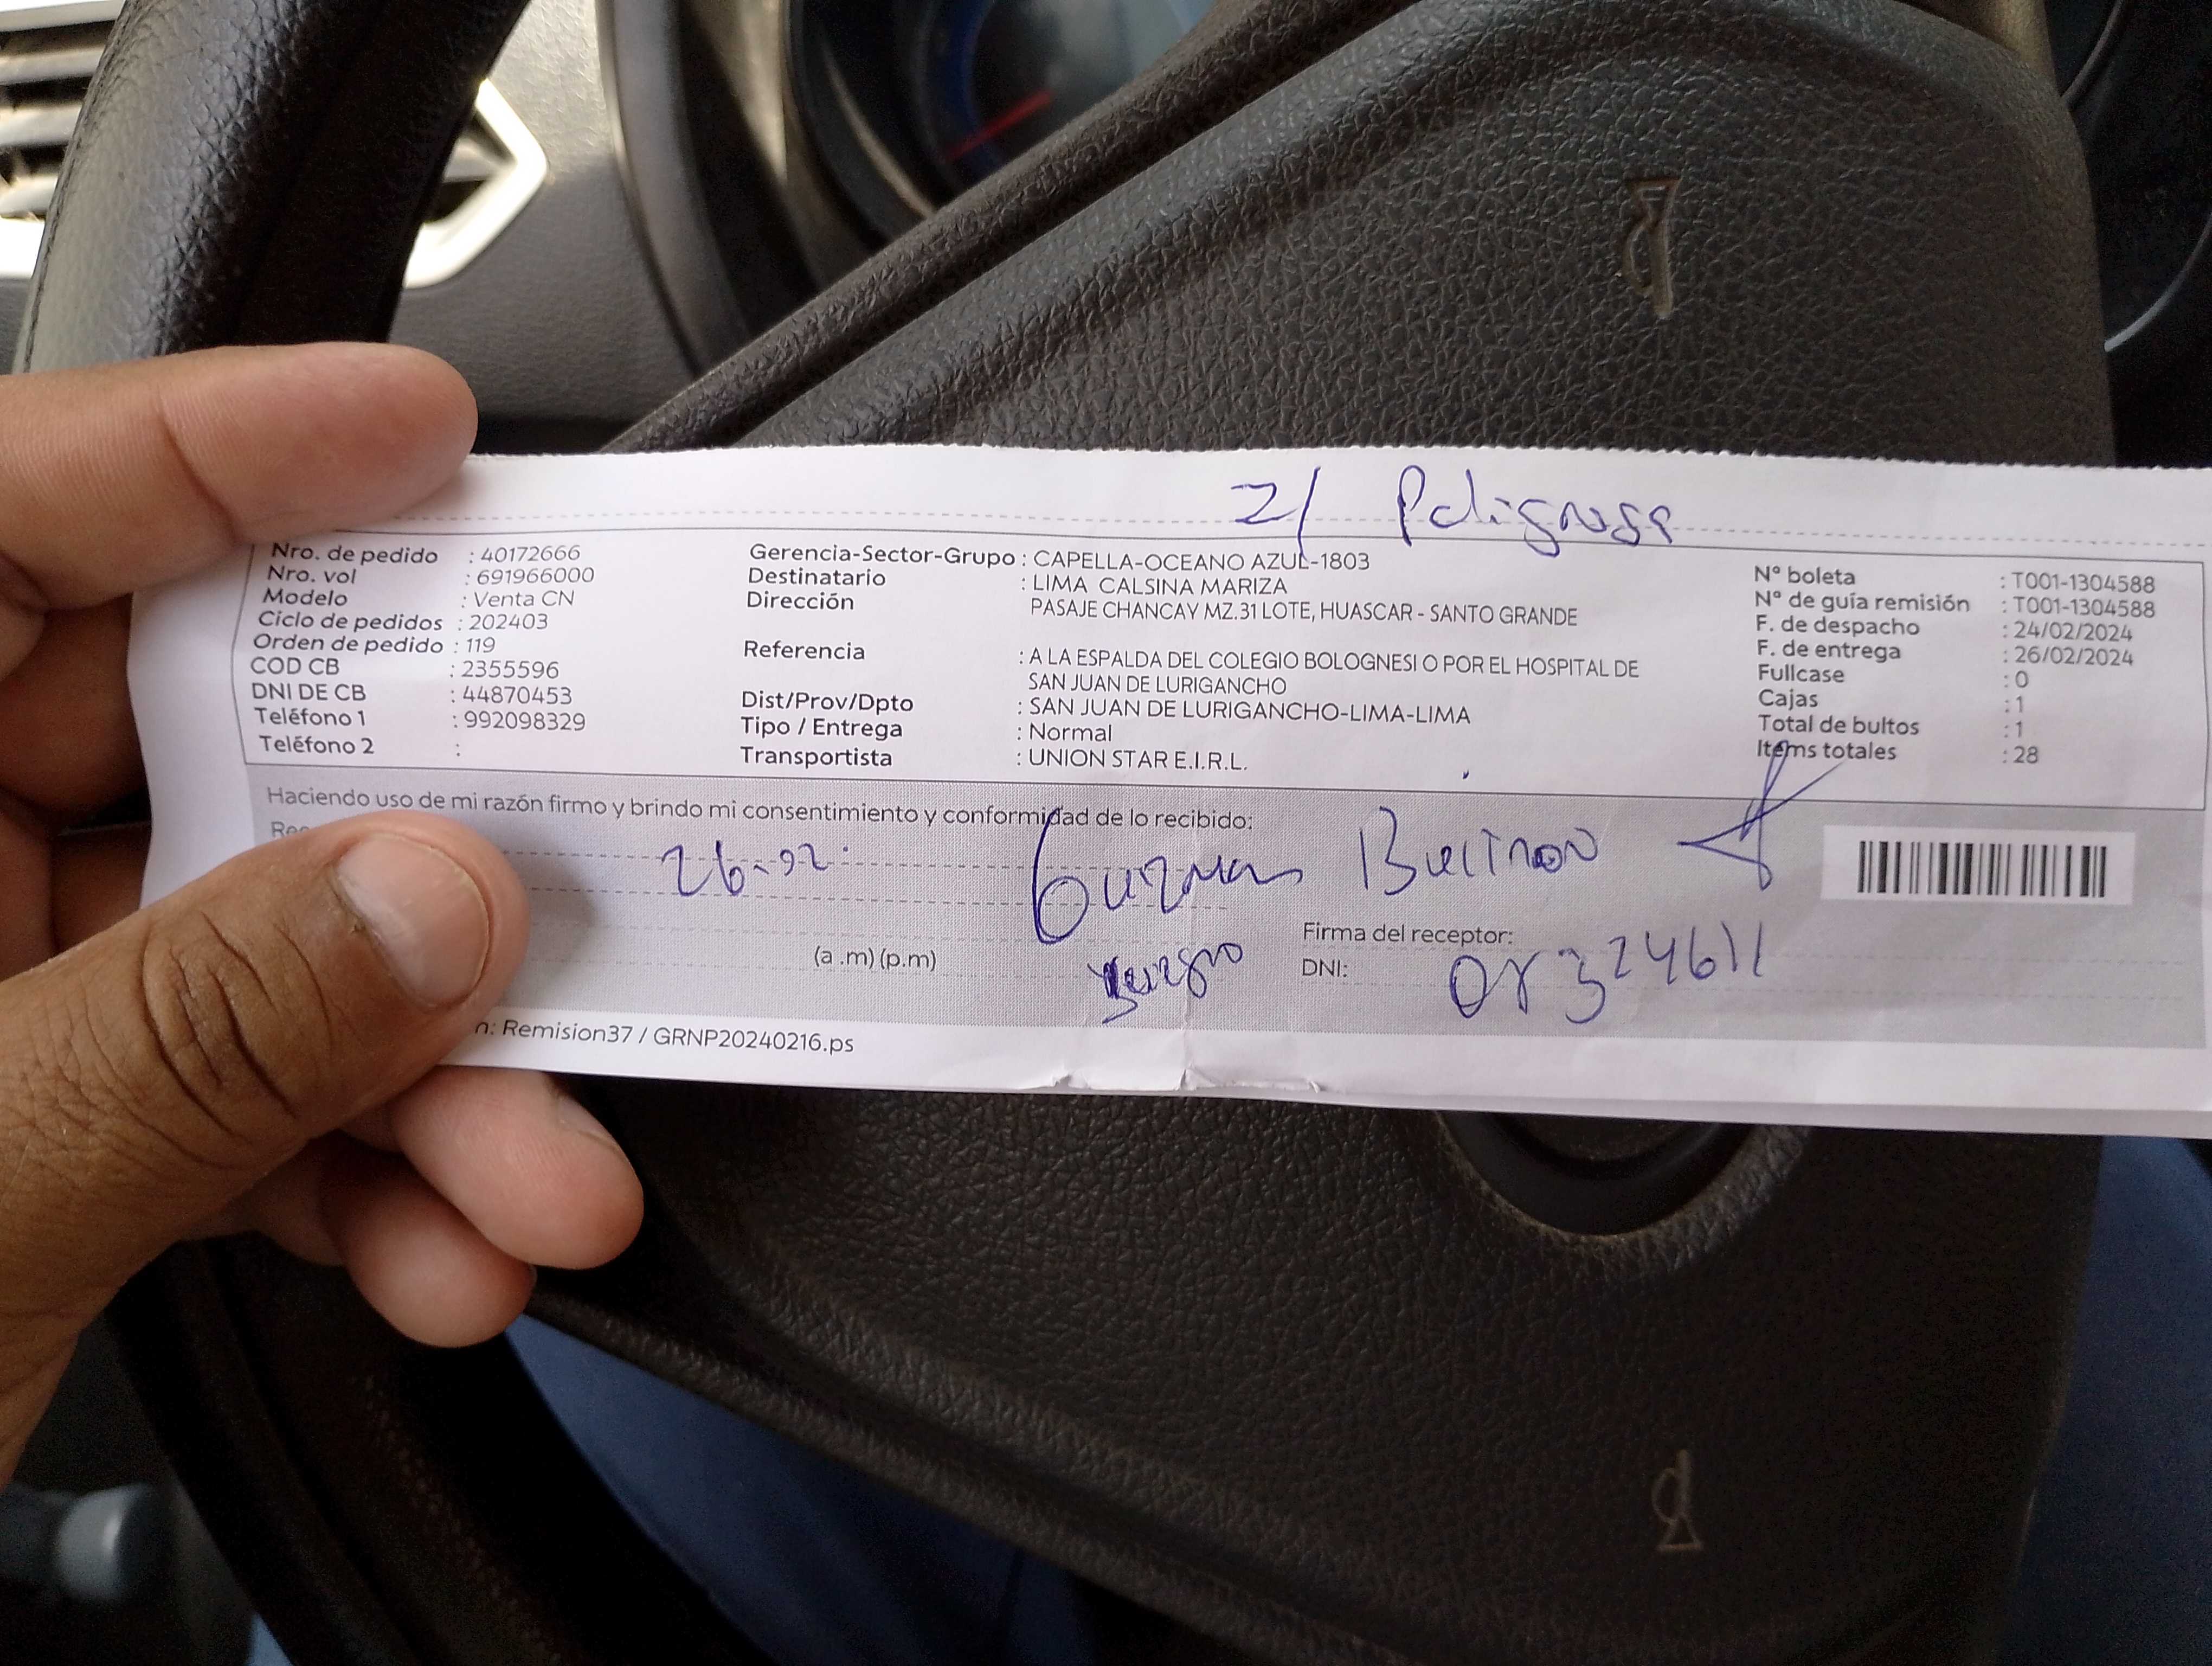 Z/ Peligrosa
Nro. de pedido : 40172666
Nro. vol : 691966000
Modelo : Venta CN
Ciclo de pedidos : 202403
Orden de pedido : 119
COD CB : 2355596
DNI DE CB : 44870453
Teléfono 1 : 992098329
Teléfono 2 :
Gerencia-Sector-Grupo : CAPELLA-OCEANO AZUL-1803
Destinatario : LIMA CALSINA MARIZA
Dirección PASAJE CHANCAY MZ.31 LOTE, HUASCAR - SANTO GRANDE
Referencia : A LA ESPALDA DEL COLEGIO BOLOGNESI O POR EL HOSPITAL DE
SAN JUAN DE LURIGANCHO
Dist/Prov/Dpto : SAN JUAN DE LURIGANCHO-LIMA-LIMA
Tipo / Entrega : Normal
Transportista : UNION STAR E.I.R.L.
N° boleta : T001-1304588
N° de guía remisión : T001-1304588
F. de despacho : 24/02/2024
F. de entrega : 26/02/2024
Fullcase : 0
Cajas : 1
Total de bultos : 1
Items totales : 28
Haciendo uso de mi razón firmo y brindo mi consentimiento y conformidad de lo recibido:
26-02. Guzman Beltran
(a.m) (p.m)
Firma del receptor:
DNI:
n: Remision37 / GRNP20240216.ps